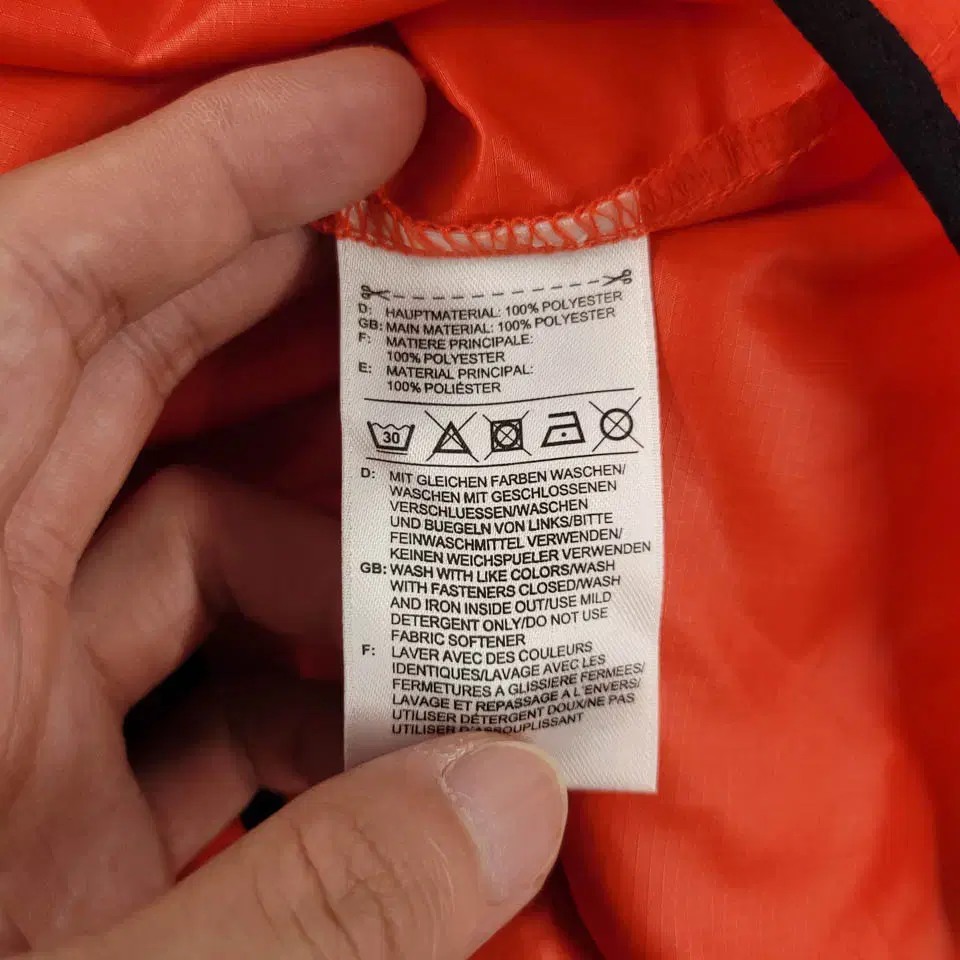 D: HAUPTMATERIAL: 100% POLYESTER
GB: MAIN MATERIAL: 100% POLYESTER
F: MATIERE PRINCIPALE:
100% POLYESTER
E: MATERIAL PRINCIPAL:
100% POLIÉSTER
30
D: MIT GLEICHEN FARBEN WASCHEN/
WASCHEN MIT GESCHLOSSENEN
VERSCHLUESSEN/WASCHEN
UND BUEGELN VON LINKS/BITTE
FEINWASCHMITTEL VERWENDEN/
KEINEN WEICHSPUELER VERWENDEN
GB: WASH WITH LIKE COLORS/WASH
WITH FASTENERS CLOSED/WASH
AND IRON INSIDE OUT/USE MILD
DETERGENT ONLY/DO NOT USE
FABRIC SOFTENER
F: LAVER AVEC DES COULEURS
IDENTIQUES/LAVAGE AVEC LES
FERMETURES A GLISSIERE FERMEES/
LAVAGE ET REPASSAGE A L'ENVERS/
UTILISER DÉTERGENT DOUX/NE PAS
UTILISER D'ASSOUPLISSANT